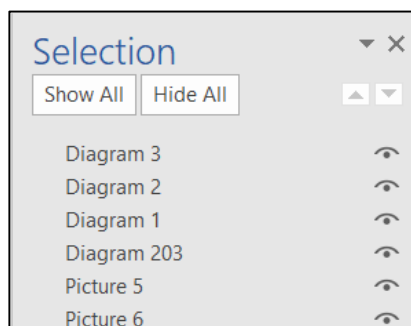 Selection
Show All Hide All
Diagram 3
Diagram 2
Diagram 1
Diagram 203
Picture 5
Picture 6